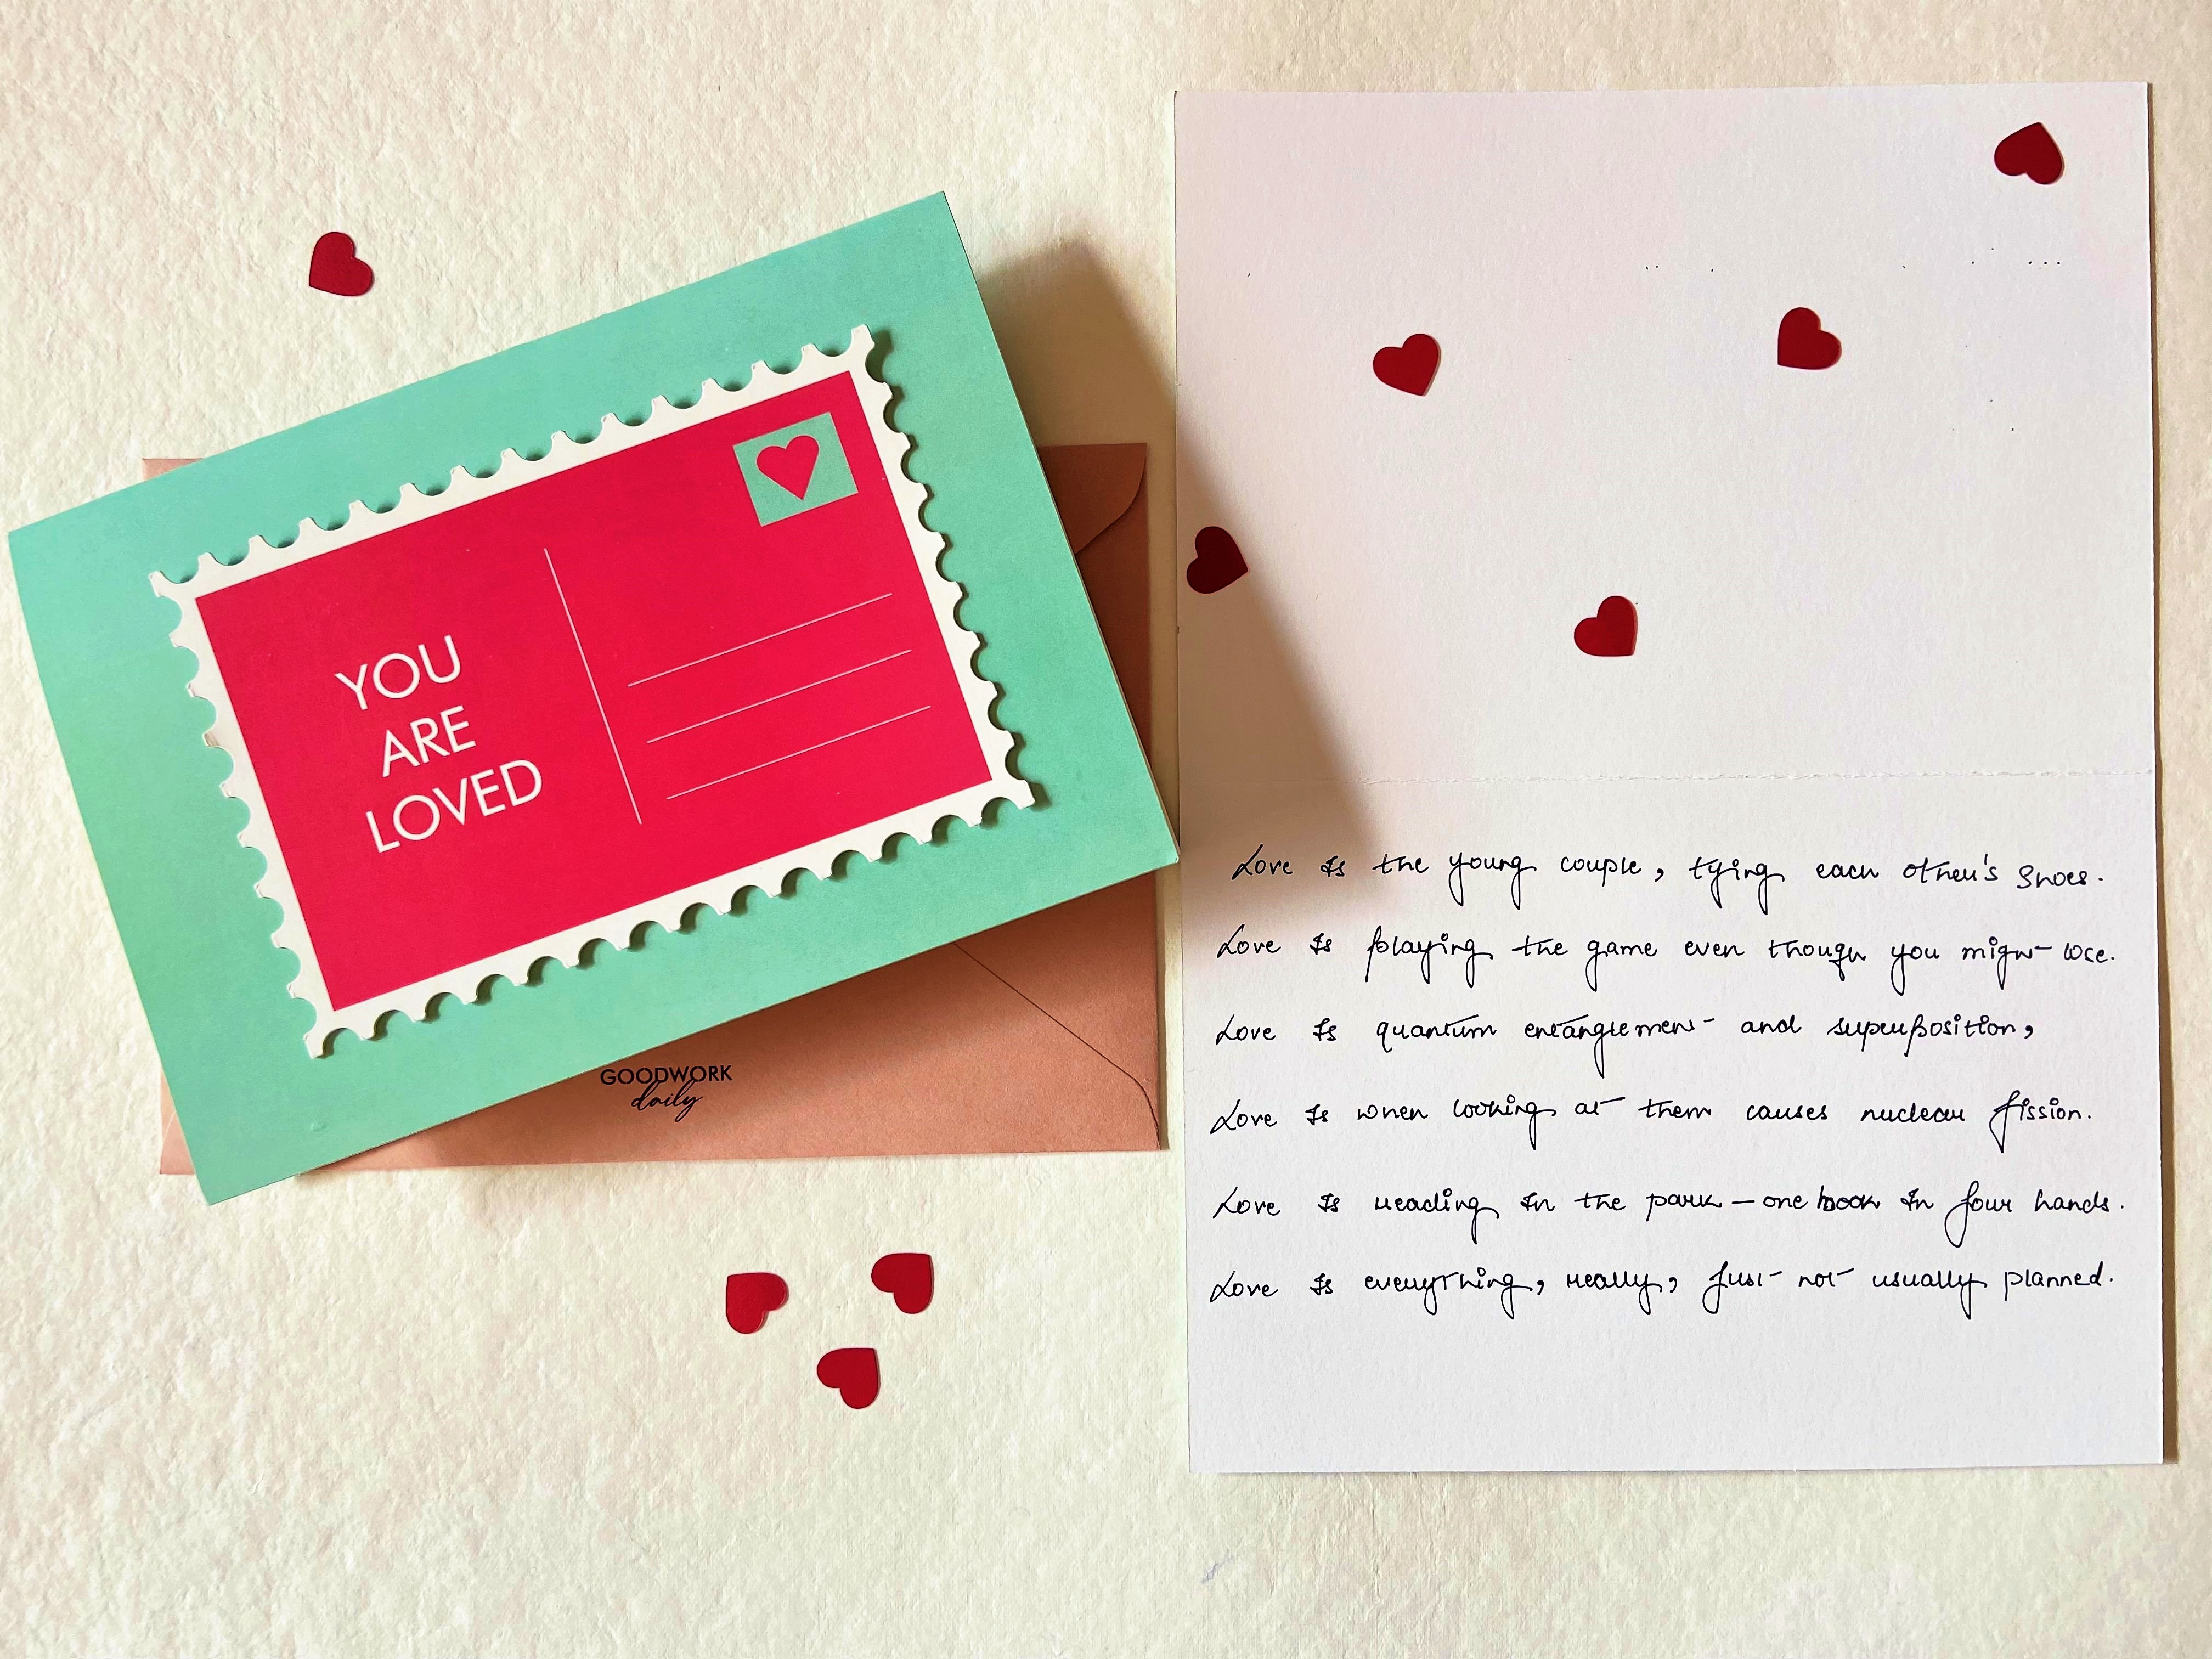 YOU
ARE
LOVED
GOODWORK
daily
Love Is the young couple, tying each other's shoes.
Love Is playing the game even though you might lose.
Love Is quantum entanglement and superposition,
Love Is when looking at them causes nuclear fission.
Love Is reading In the park – one book In four hands.
Love Is everything, really, just not usually planned.